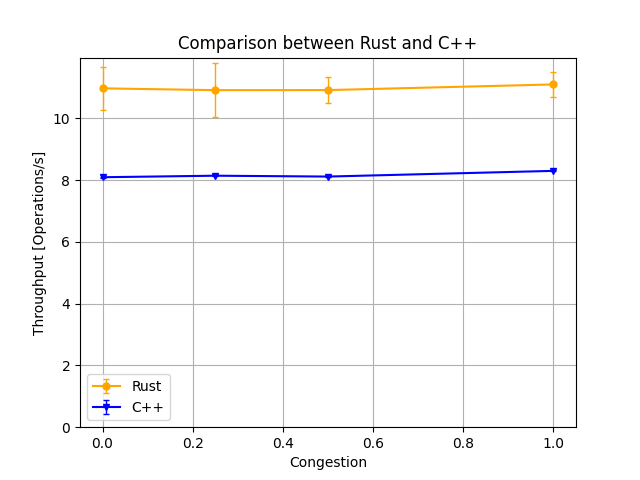 Comparison between Rust and C++
Throughput [Operations/s]
10
8
6
4
2
0
Rust
C++
0.0
0.2
0.4
0.6
0.8
1.0
Congestion